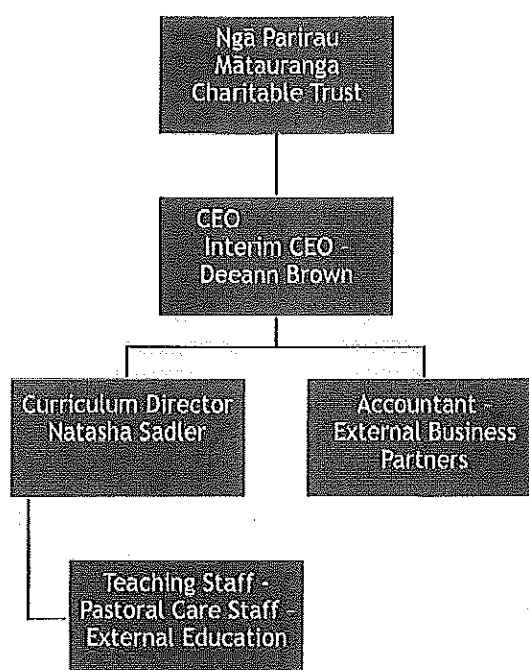 Ngā Parirau
Mātauranga
Charitable Trust
CEO
Interim CEO -
Deeann Brown
Curriculum Director
Natasha Sadler
Accountant -
External Business
Partners
Teaching Staff -
Pastoral Care Staff -
External Education